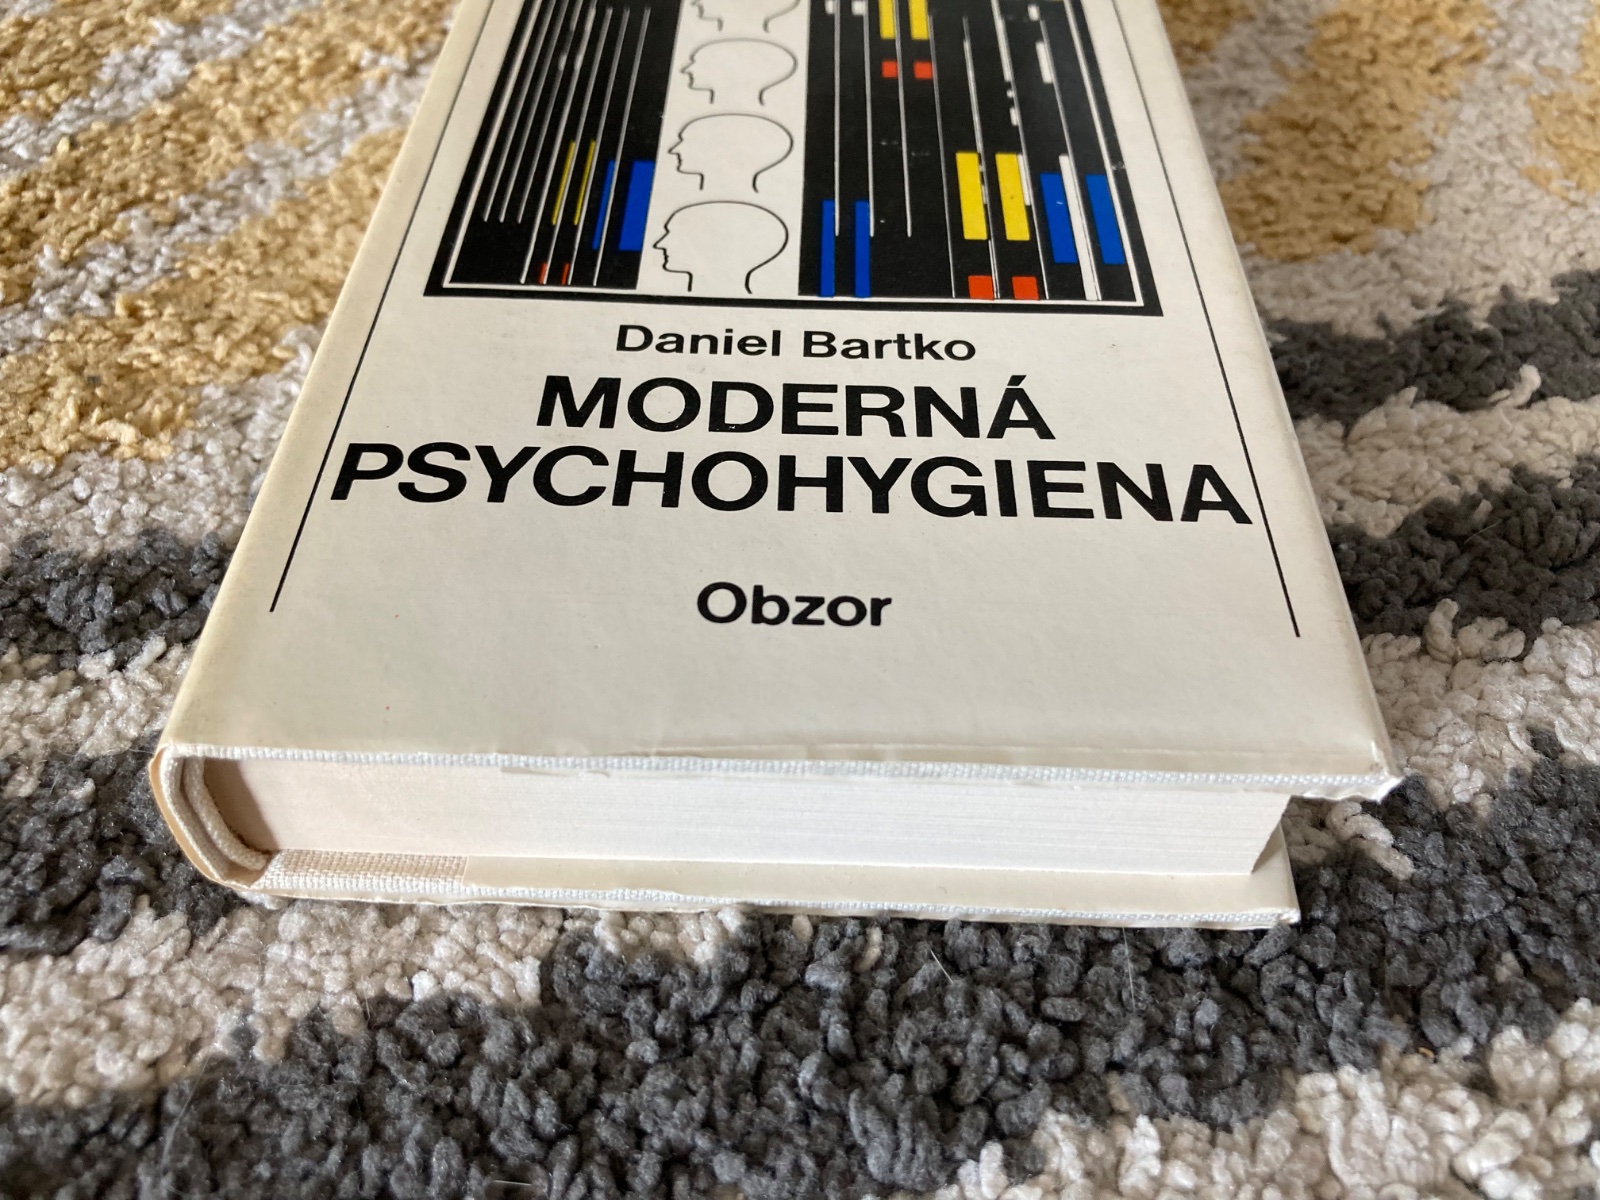 Daniel Bartko
MODERNÁ
PSYCHOHYGIENA
Obzor